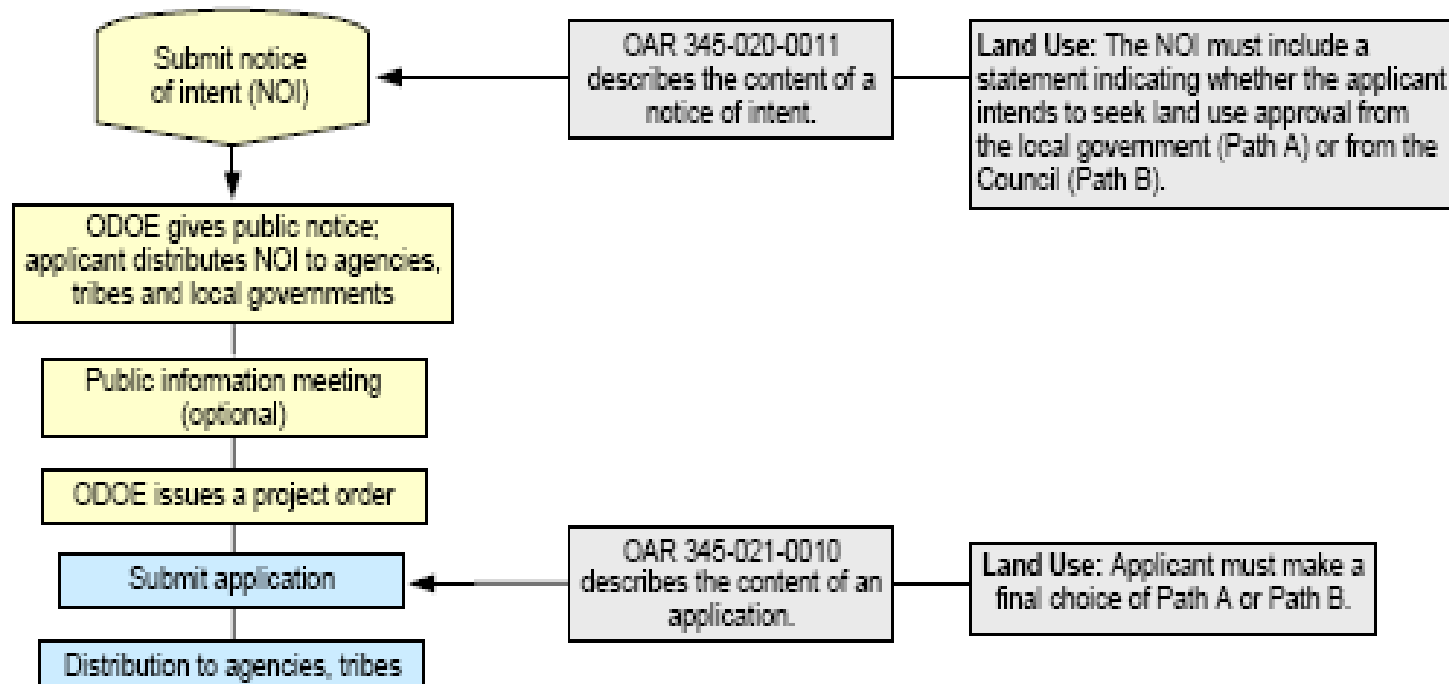 Submit notice
of intent (NOI)
OAR 345-020-0011
describes the content of a
notice of intent.
Land Use: The NOI must include a
statement indicating whether the applicant
intends to seek land use approval from
the local government (Path A) or from the
Council (Path B).
ODOE gives public notice;
applicant distributes NOI to agencies,
tribes and local governments
Public information meeting
(optional)
ODOE issues a project order
Submit application
OAR 345-021-0010
describes the content of an
application.
Land Use: Applicant must make a
final choice of Path A or Path B.
Distribution to agencies, tribes